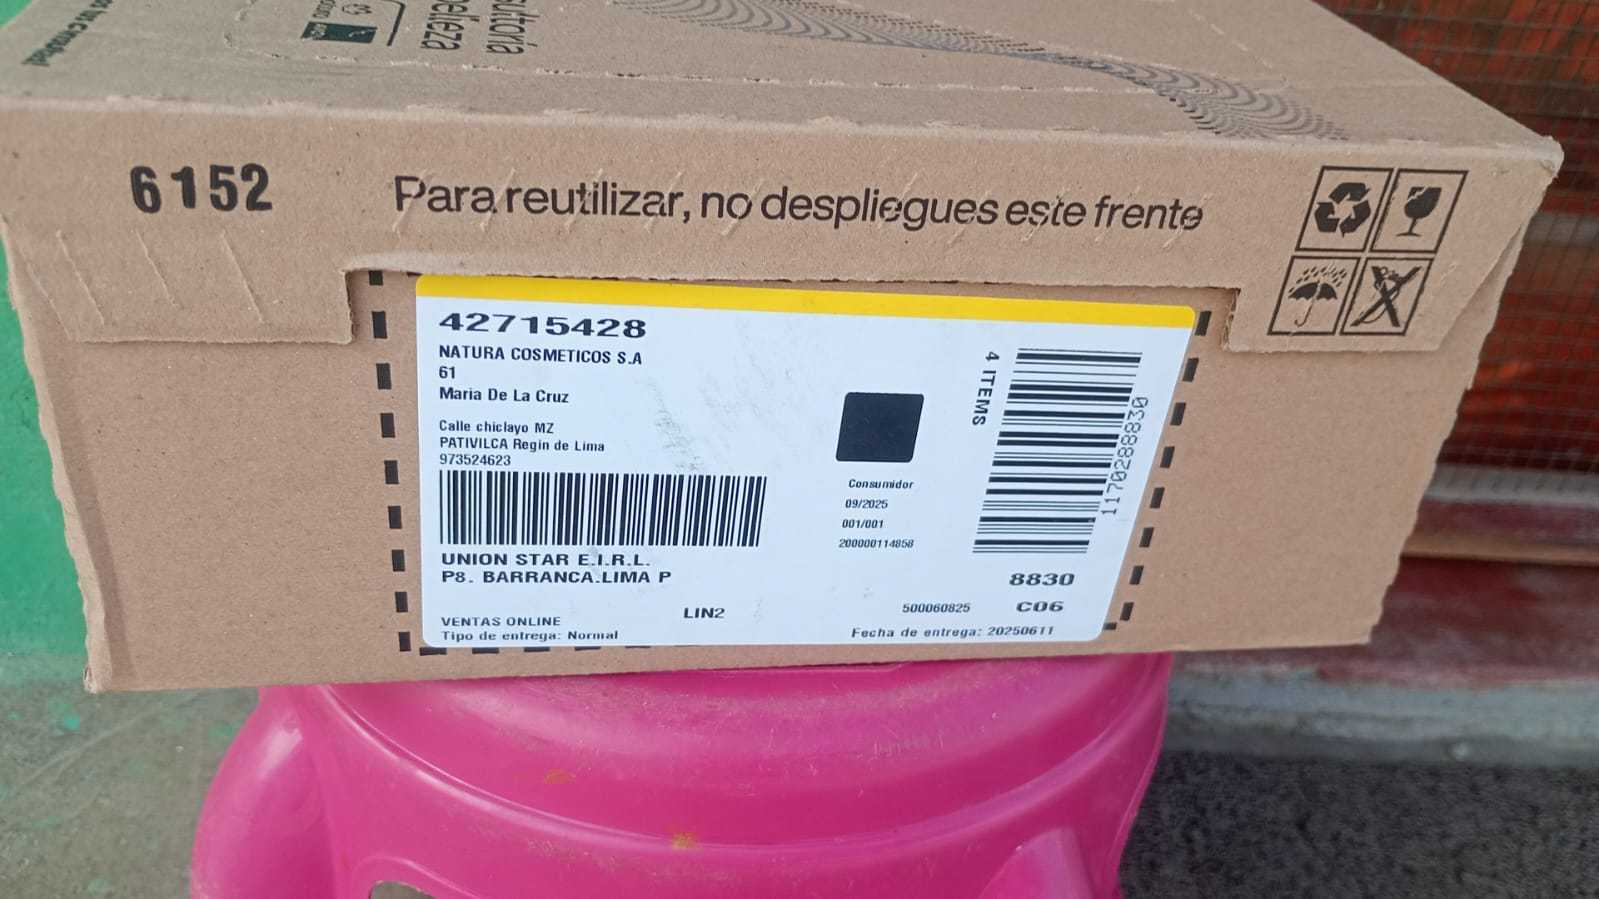 sultoría
belleza
6152
Para reutilizar, no despliegues este frente
42715428
NATURA COSMETICOS S.A
61
Maria De La Cruz
Calle chiclayo MZ
PATIVILCA Regin de Lima
973524623
UNION STAR E.I.R.L.
P8. BARRANCA.LIMA P
LIN2
VENTAS ONLINE
Tipo de entrega: Normal
Consumidor
09/2025
001/001
200000114858
4 ITEMS
1170288830
8830
500060825 C06
Fecha de entrega: 20250611